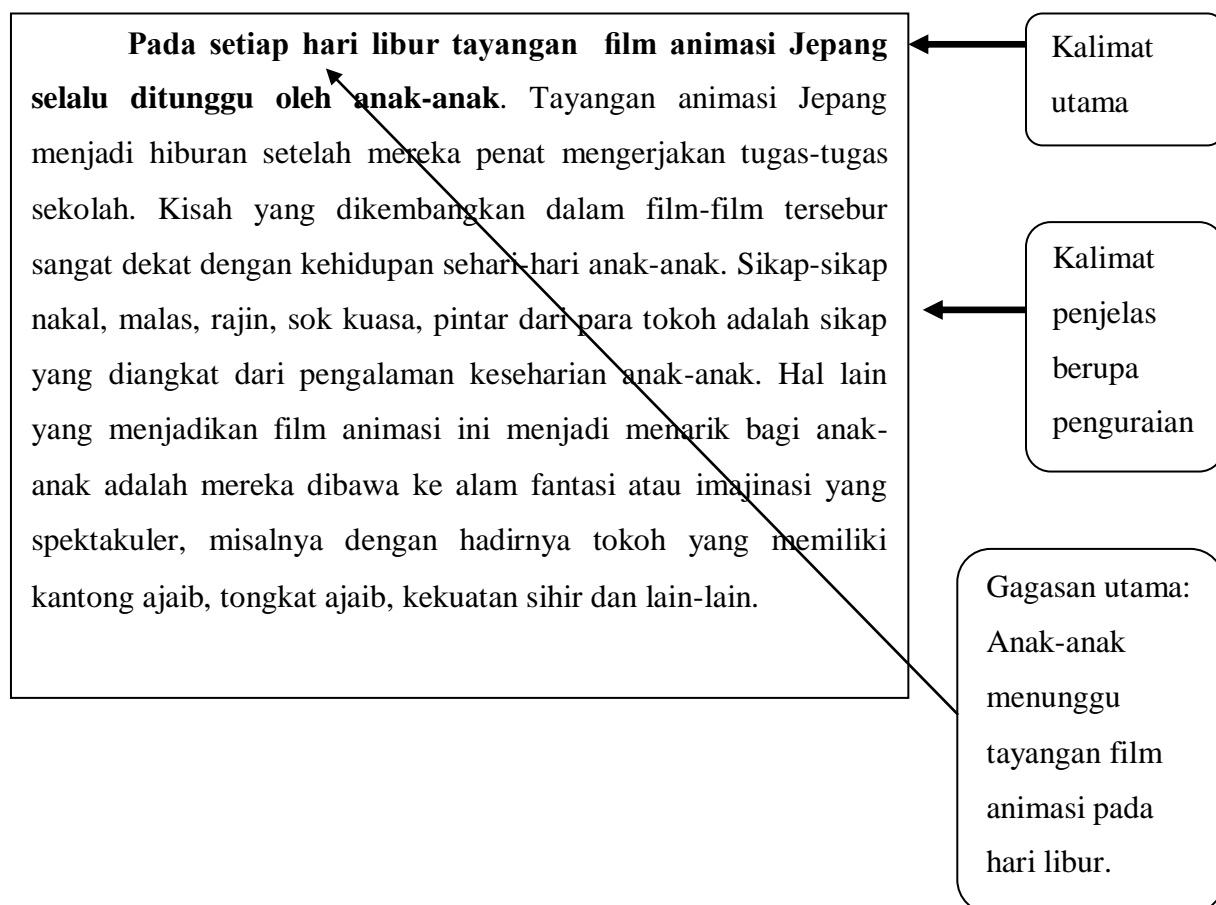 Pada setiap hari libur tayangan film animasi Jepang
selalu ditunggu oleh anak-anak. Tayangan animasi Jepang
menjadi hiburan setelah mereka penat mengerjakan tugas-tugas
sekolah. Kisah yang dikembangkan dalam film-film tersebur
sangat dekat dengan kehidupan sehari-hari anak-anak. Sikap-sikap
nakal, malas, rajin, sok kuasa, pintar dari para tokoh adalah sikap
yang diangkat dari pengalaman keseharian anak-anak. Hal lain
yang menjadikan film animasi ini menjadi menarik bagi anak-
anak adalah mereka dibawa ke alam fantasi atau imajinasi yang
spektakuler, misalnya dengan hadirnya tokoh yang memiliki
kantong ajaib, tongkat ajaib, kekuatan sihir dan lain-lain.
Kalimat
utama
Kalimat
penjelas
berupa
penguraian
Gagasan utama:
Anak-anak
menunggu
tayangan film
animasi pada
hari libur.